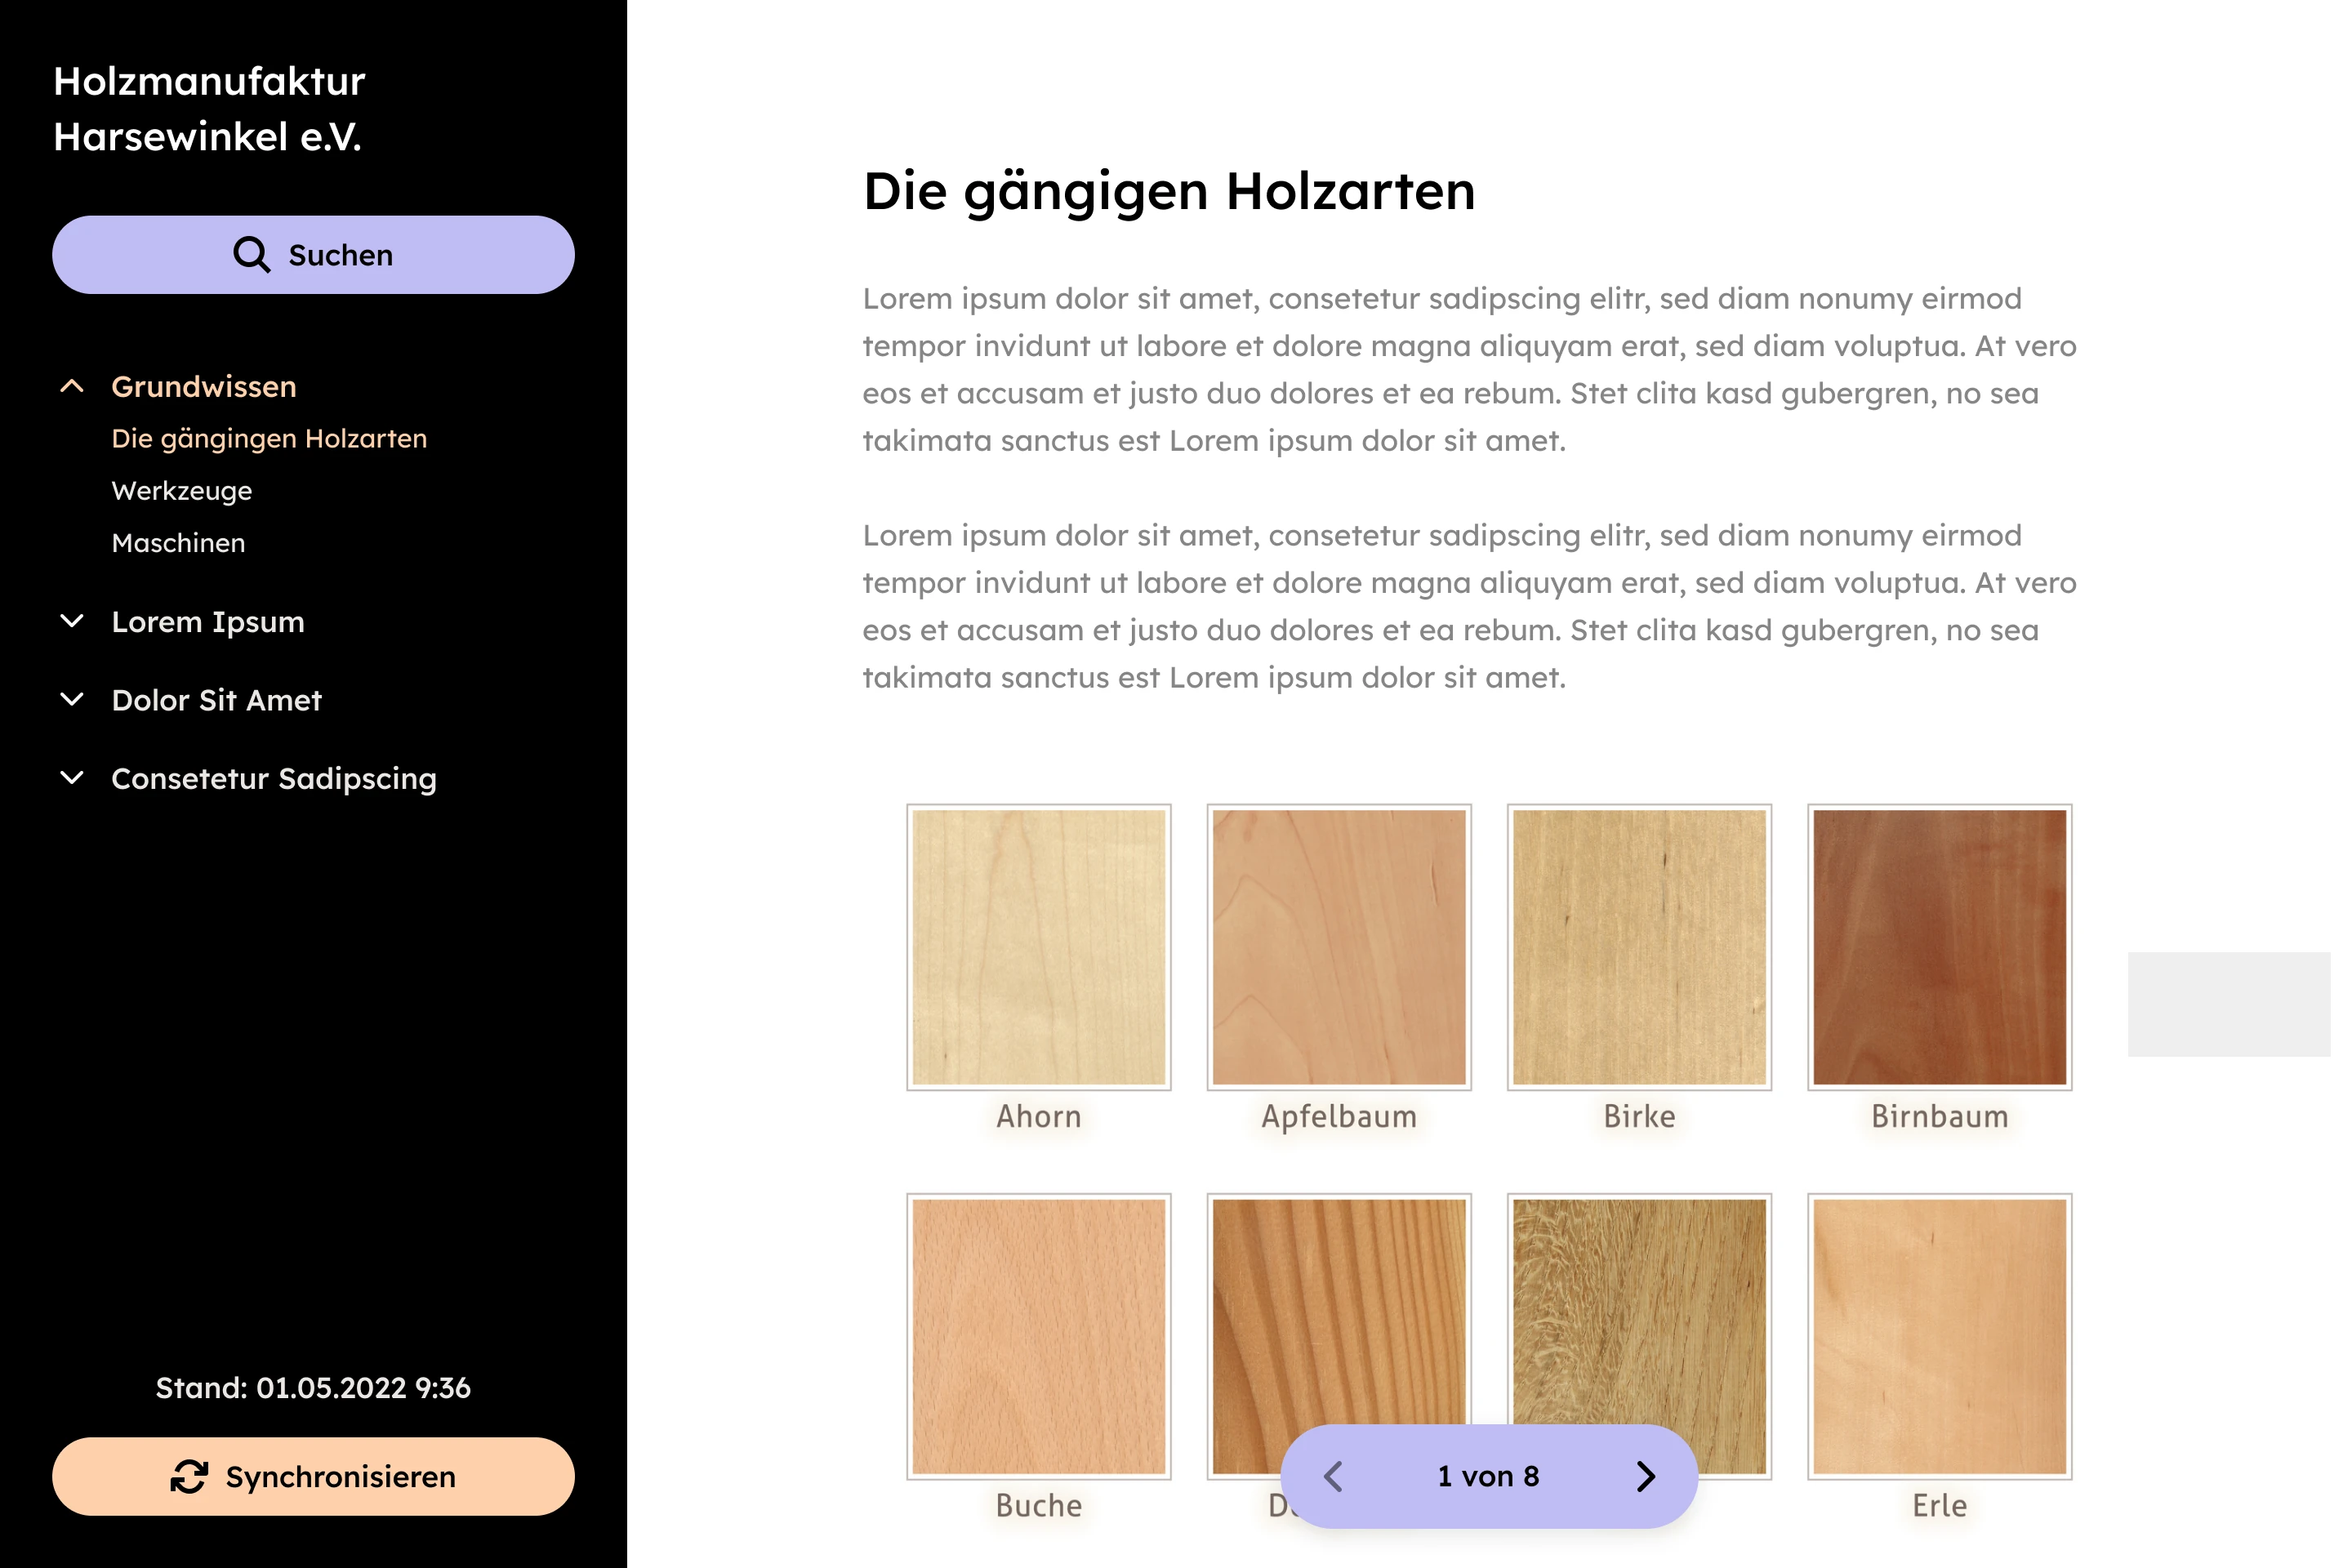 Holzmanufaktur
Harsewinkel e.V.
Suchen
Grundwissen
Die gängingen Holzarten
Werkzeuge
Maschinen
Lorem Ipsum
Dolor Sit Amet
Consetetur Sadipscing
Stand: 01.05.2022 9:36
Synchronisieren
Die gängigen Holzarten
Lorem ipsum dolor sit amet, consetetur sadipscing elitr, sed diam nonumy eirmod
tempor invidunt ut labore et dolore magna aliquyam erat, sed diam voluptua. At vero
eos et accusam et justo duo dolores et ea rebum. Stet clita kasd gubergren, no sea
takimata sanctus est Lorem ipsum dolor sit amet.
Lorem ipsum dolor sit amet, consetetur sadipscing elitr, sed diam nonumy eirmod
tempor invidunt ut labore et dolore magna aliquyam erat, sed diam voluptua. At vero
eos et accusam et justo duo dolores et ea rebum. Stet clita kasd gubergren, no sea
takimata sanctus est Lorem ipsum dolor sit amet.
Ahorn Apfelbaum Birke Birnbaum
Buche Erle
1 von 8